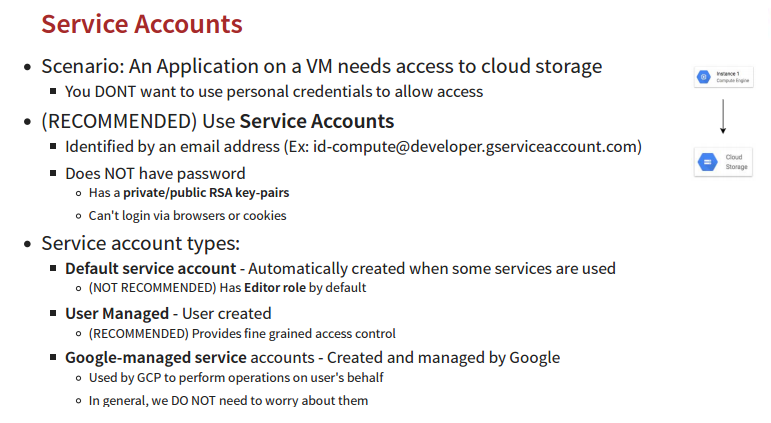 Service Accounts
Scenario: An Application on a VM needs access to cloud storage
You DONT want to use personal credentials to allow access
(RECOMMENDED) Use Service Accounts
Identified by an email address (Ex: id-compute@developer.gserviceaccount.com)
Does NOT have password
Has a private/public RSA key-pairs
Can't login via browsers or cookies
Service account types:
Default service account - Automatically created when some services are used
(NOT RECOMMENDED) Has Editor role by default
User Managed - User created
(RECOMMENDED) Provides fine grained access control
Google-managed service accounts - Created and managed by Google
Used by GCP to perform operations on user's behalf
In general, we DO NOT need to worry about them
Instance 1
Compute Engine
Cloud
Storage